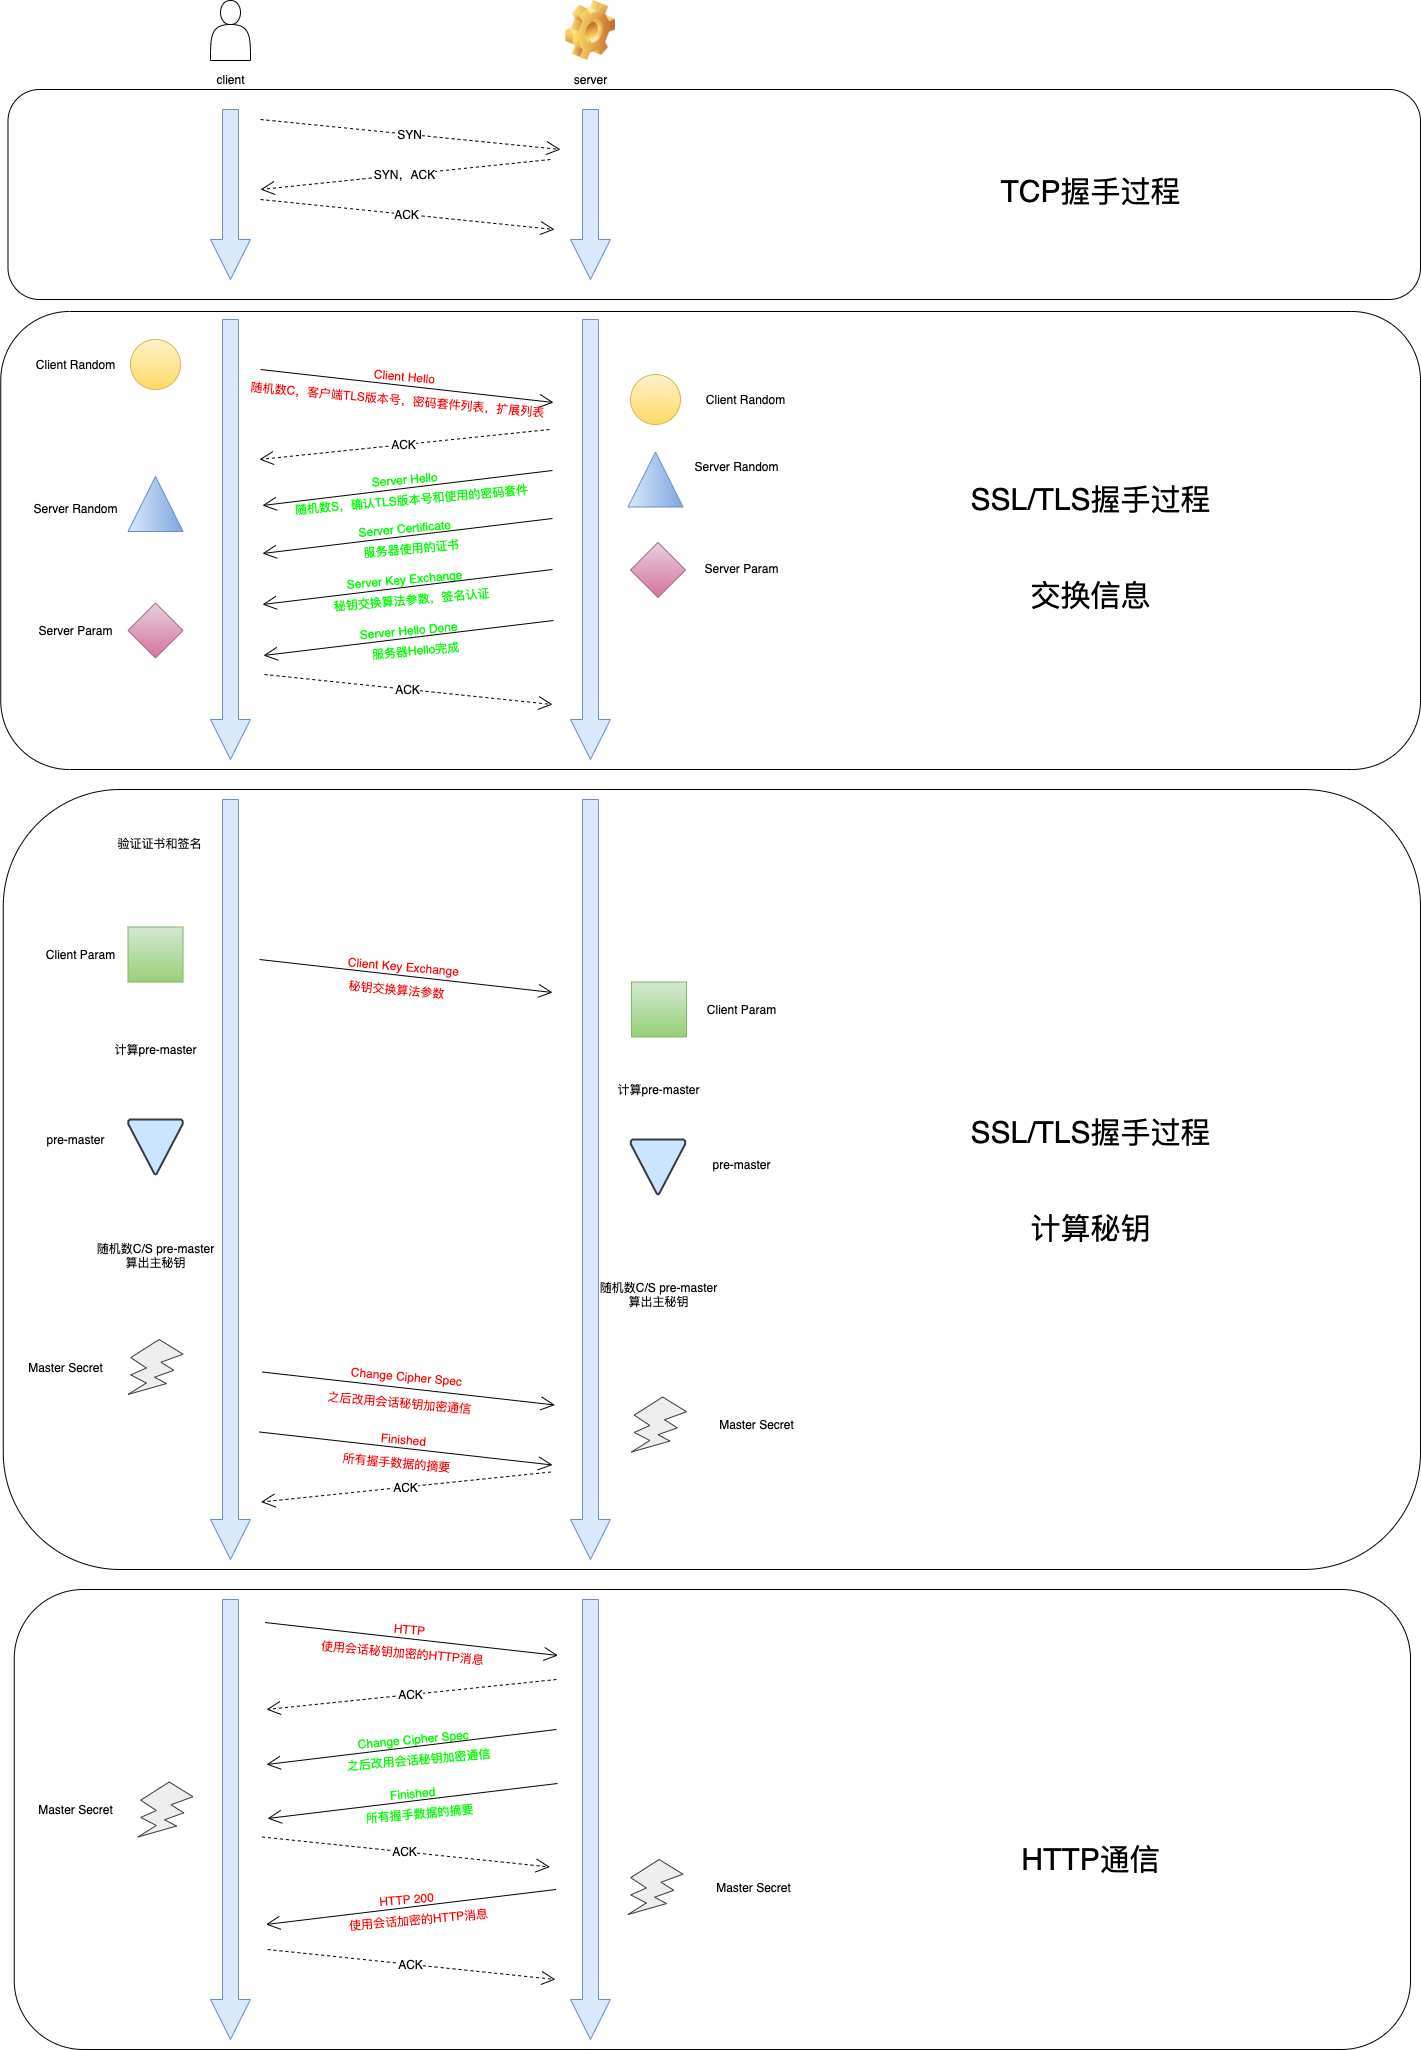 client
server
SYN
SYN，ACK
ACK
TCP握手过程
Client Random
Client Hello
随机数C，客户端TLS版本号，密码套件列表，扩展列表
Client Random
ACK
Server Random
Server Hello
随机数S，确认TLS版本号和使用的密码套件
Server Random
Server Certificate
服务器使用的证书
SSL/TLS握手过程
交换信息
Server Key Exchange
秘钥交换算法参数，签名认证
Server Param
Server Param
Server Hello Done
服务器Hello完成
ACK
验证证书和签名
Client Param
Client Key Exchange
秘钥交换算法参数
Client Param
计算pre-master
计算pre-master
pre-master
pre-master
SSL/TLS握手过程
计算秘钥
随机数C/S pre-master
算出主秘钥
随机数C/S pre-master
算出主秘钥
Master Secret
Change Cipher Spec
之后改用会话秘钥加密通信
Master Secret
Finished
所有握手数据的摘要
ACK
HTTP
使用会话秘钥加密的HTTP消息
ACK
Change Cipher Spec
之后改用会话秘钥加密通信
Master Secret
Finished
所有握手数据的摘要
ACK
HTTP通信
Master Secret
HTTP 200
使用会话加密的HTTP消息
ACK